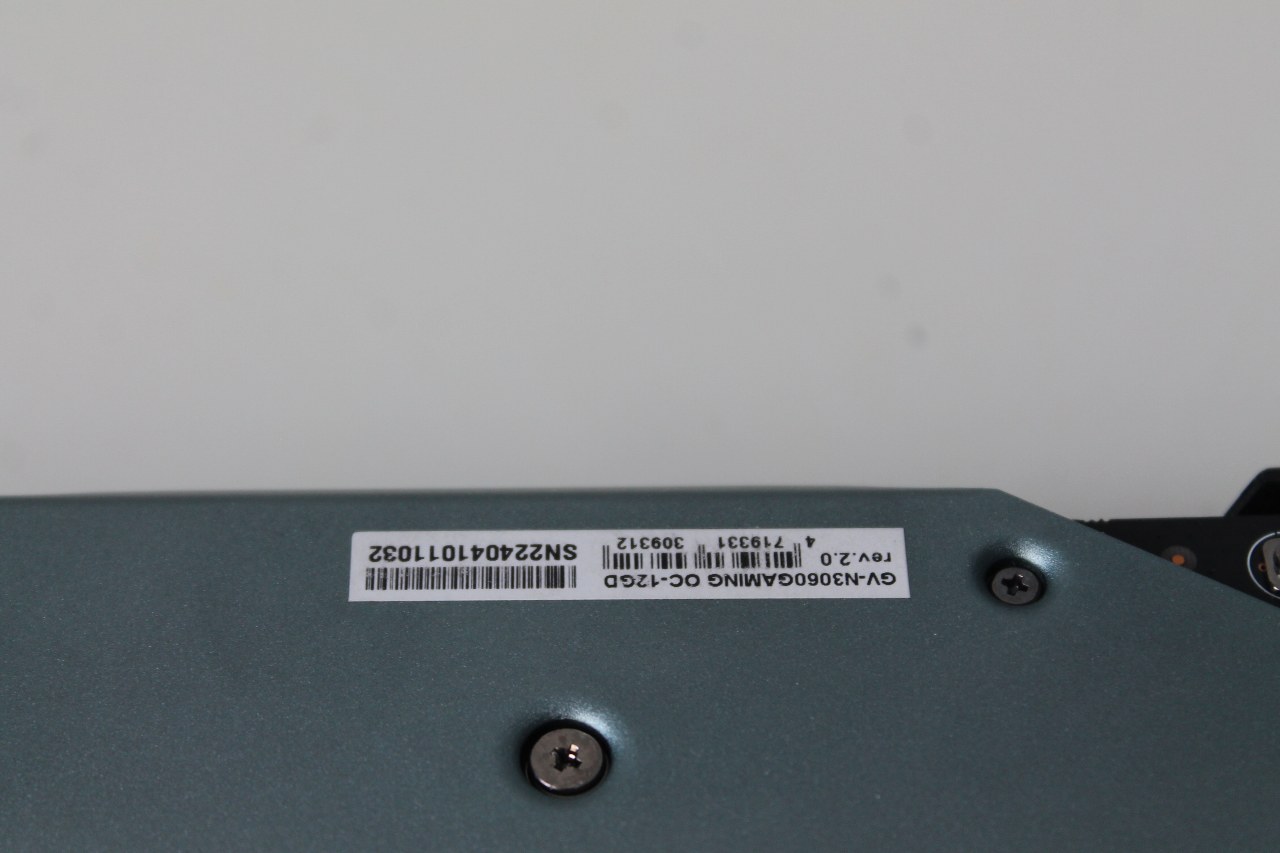 GV-N3060GAMING OC-12GD
rev.2.0
4 719331 309312
SN224041011032